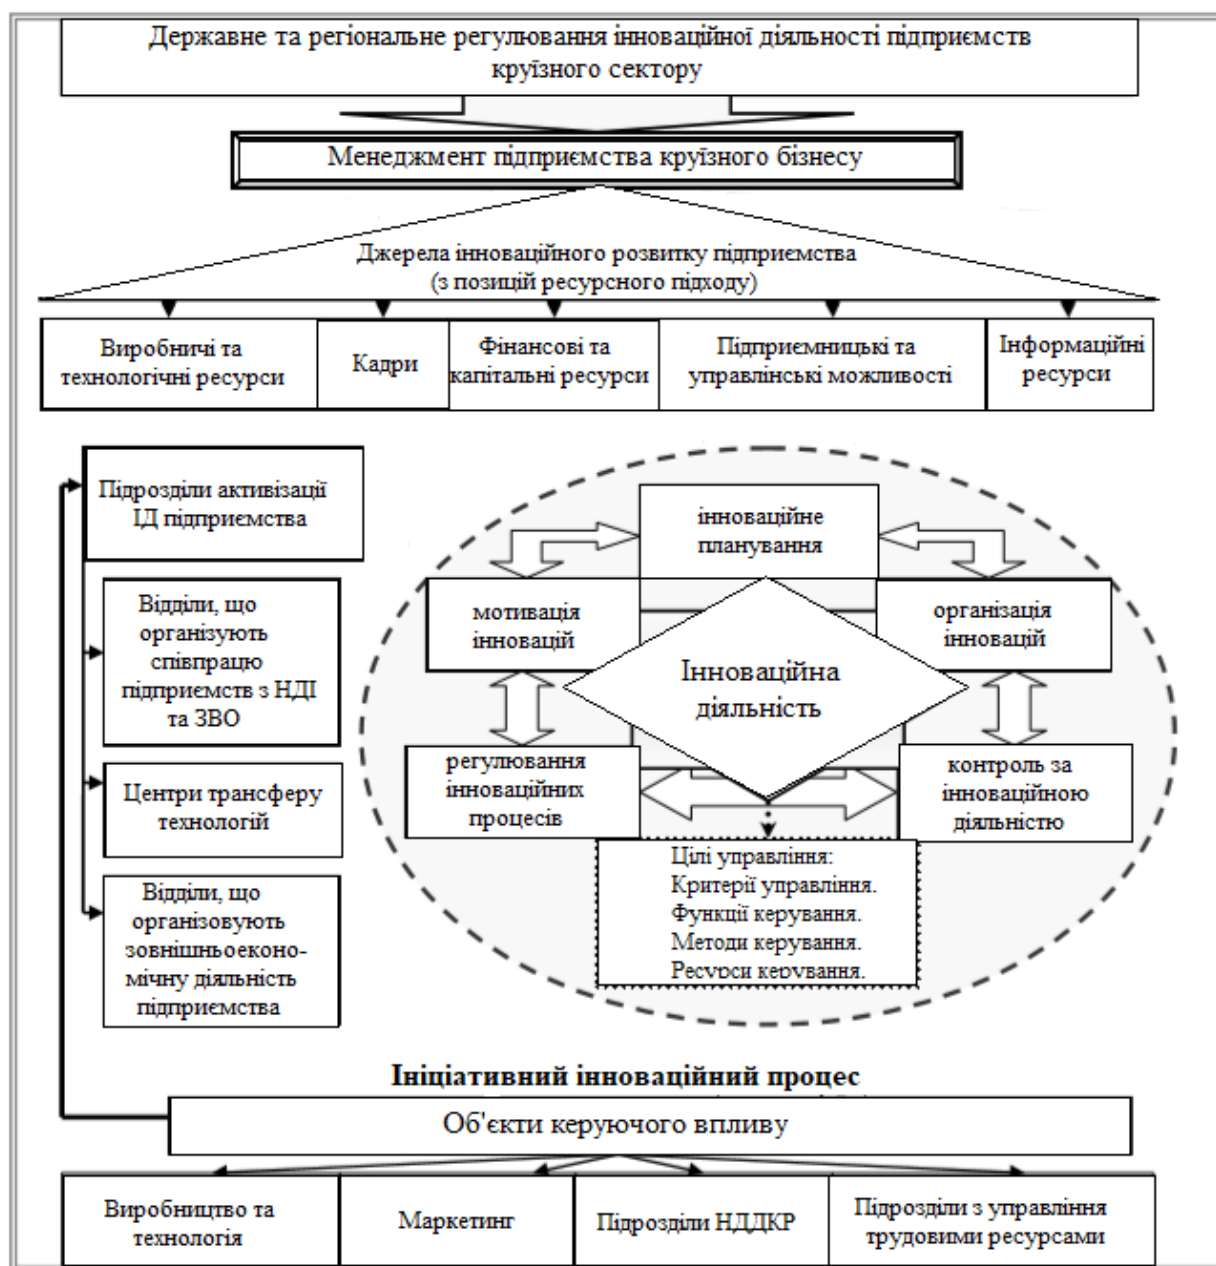 Державне та регіональне регулювання інноваційної діяльності підприємств
круїзного сектору
Менеджмент підприємства круїзного бізнесу
Джерела інноваційного розвитку підприємства
(з позицій ресурсного підходу)
Виробничі та
технологічні ресурси
Кадри
Фінансові та
капітальні ресурси
Підприємницькі та
управлінські можливості
Інформаційні
ресурси
Підрозділи активізації
ІД підприємства
Відділи, що
організують
співпрацю
підприємств з НДІ
та ЗВО
Центри трансферу
технологій
Відділи, що
організовують
зовнішньоеконо-
мічну діяльність
підприємства
інноваційне
планування
мотивація
інновацій
організація
інновацій
Інноваційна
діяльність
регулювання
інноваційних
процесів
контроль за
інноваційною
діяльністю
Цілі управління:
Критерії управління.
Функції керування.
Методи керування.
Ресурси керування.
Ініціативний інноваційний процес
Об'єкти керуючого впливу
Виробництво та
технологія
Маркетинг
Підрозділи НДДКР
Підрозділи з управління
трудовими ресурсами